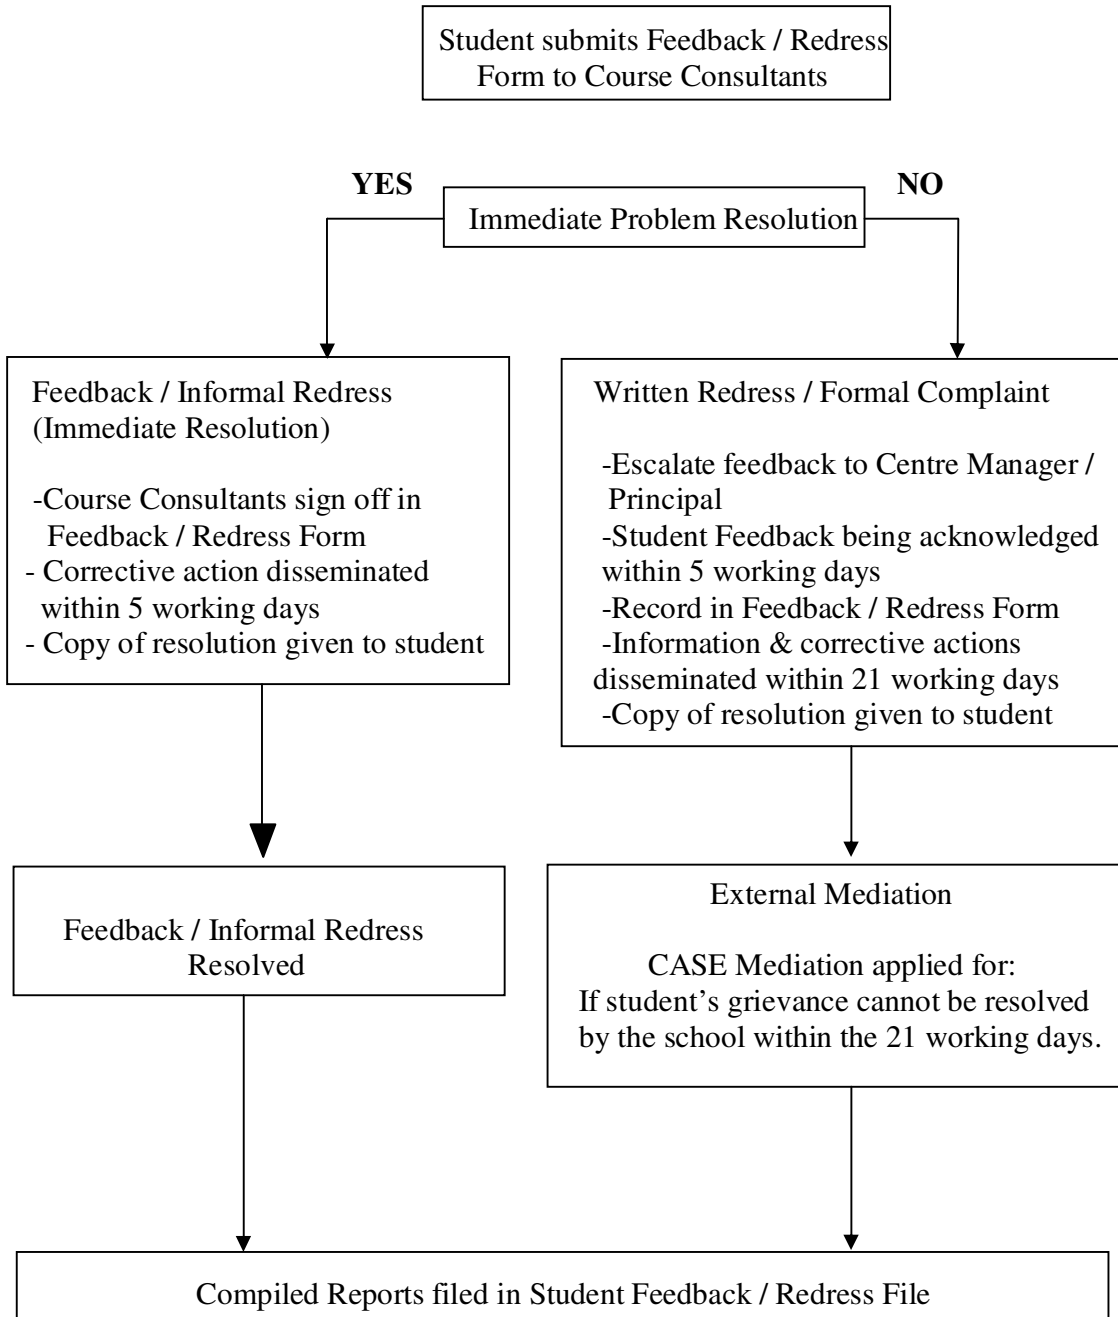 Student submits Feedback / Redress
Form to Course Consultants
YES
NO
Immediate Problem Resolution
Feedback / Informal Redress
(Immediate Resolution)
-Course Consultants sign off in
Feedback / Redress Form
- Corrective action disseminated
within 5 working days
- Copy of resolution given to student
Written Redress / Formal Complaint
-Escalate feedback to Centre Manager /
Principal
-Student Feedback being acknowledged
within 5 working days
-Record in Feedback / Redress Form
-Information & corrective actions
disseminated within 21 working days
-Copy of resolution given to student
Feedback / Informal Redress
Resolved
External Mediation
CASE Mediation applied for:
If student’s grievance cannot be resolved
by the school within the 21 working days.
Compiled Reports filed in Student Feedback / Redress File